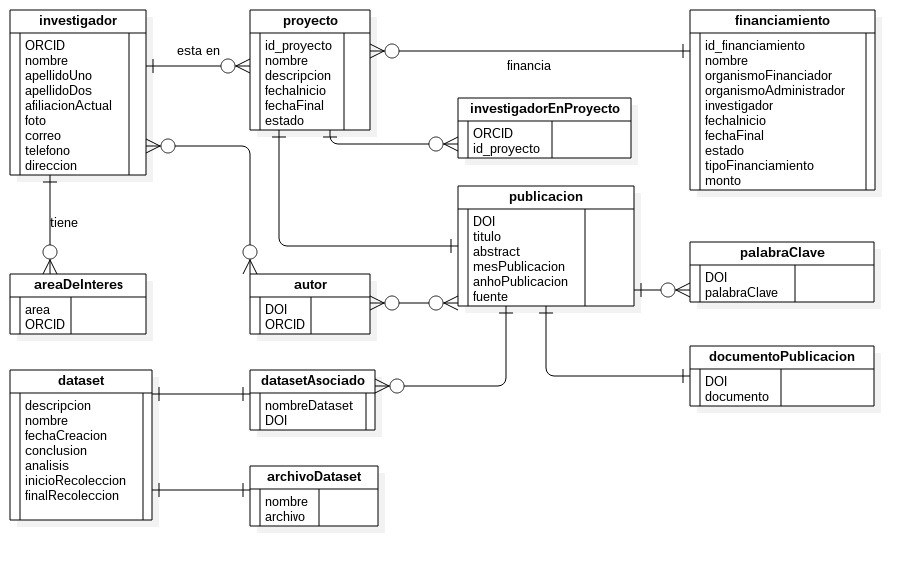 investigador
ORCID
nombre
apellidoUno
apellidoDos
afiliacionActual
foto
correo
telefono
direccion
esta en
proyecto
id_proyecto
nombre
descripcion
fechaInicio
fechaFinal
estado
financia
financiamiento
id_financiamiento
nombre
organismoFinanciador
organismoAdministrador
investigador
fechaInicio
fechaFinal
estado
tipoFinanciamiento
monto
investigadorEnProyecto
ORCID
id_proyecto
tiene
publicacion
DOI
titulo
abstract
mesPublicacion
anhoPublicacion
fuente
palabraClave
DOI
palabraClave
areaDeInteres
area
ORCID
autor
DOI
ORCID
documentoPublicacion
DOI
documento
dataset
descripcion
nombre
fechaCreacion
conclusion
analisis
inicioRecoleccion
finalRecoleccion
datasetAsociado
nombreDataset
DOI
archivoDataset
nombre
archivo